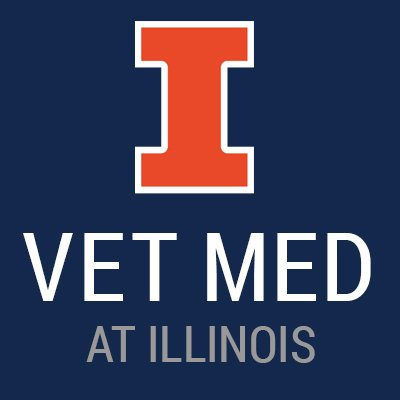 I
VET MED
AT ILLINOIS